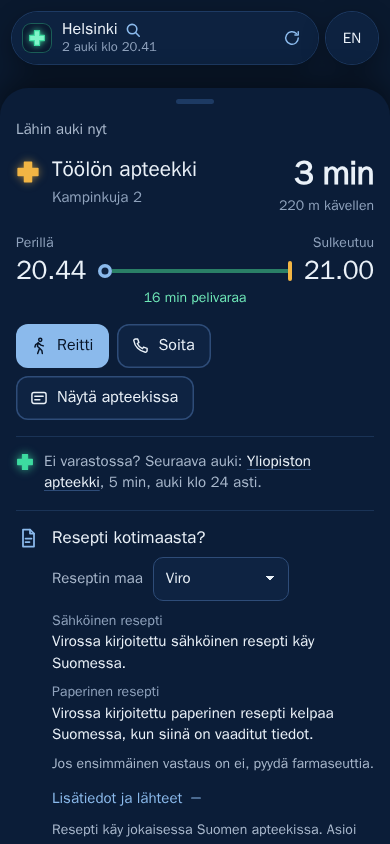 Helsinki
2 auki klo 20.41
EN
Lähin auki nyt
Töölön apteekki
3 min
Kampinkuja 2
220 m kävellen
Perillä
Sulkeutuu
20.44
21.00
16 min pelivaraa
Reitti
Soita
Näytä apteekissa
Ei varastossa? Seuraava auki: Yliopiston
apteekki, 5 min, auki klo 24 asti.
Resepti kotimaasta?
Reseptin maa
Viro
Sähköinen resepti
Virossa kirjoitettu sähköinen resepti käy
Suomessa.
Paperinen resepti
Virossa kirjoitettu paperinen resepti kelpaa
Suomessa, kun siinä on vaaditut tiedot.
Jos ensimmäinen vastaus on ei, pyydä farmaseuttia.
Lisätiedot ja lähteet –
Resepti käy jokaisessa Suomen apteekissa. Asioi